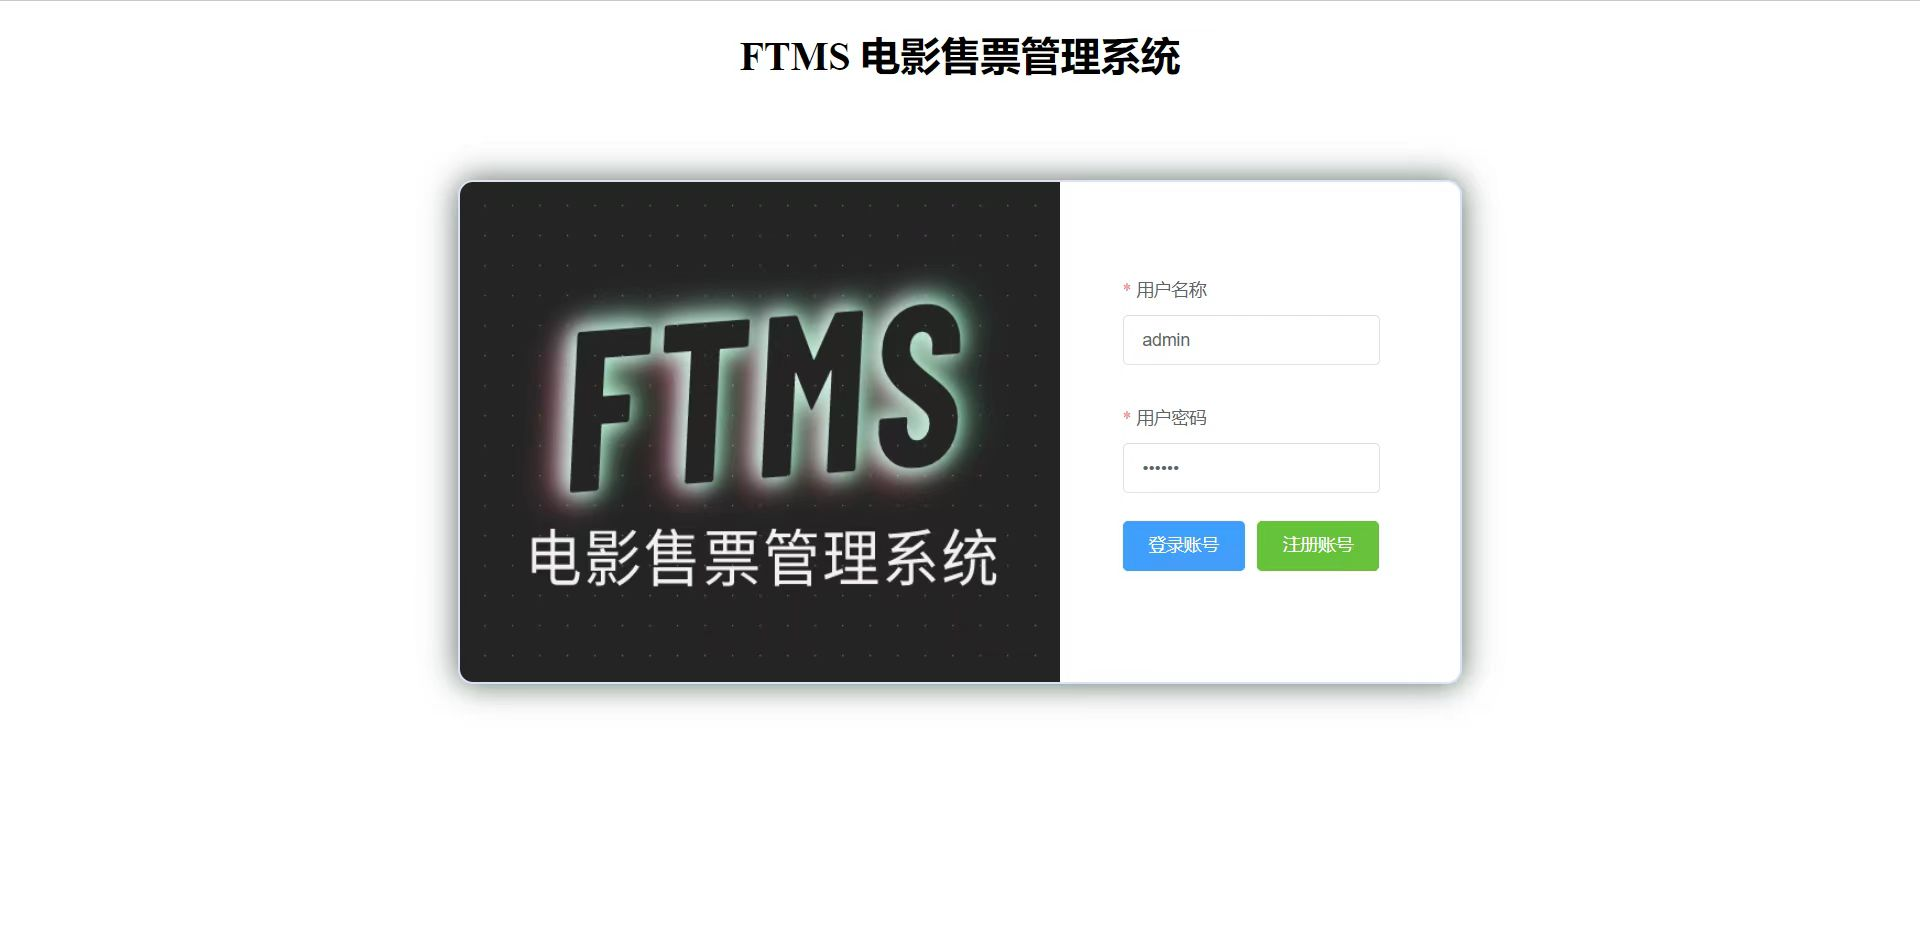 FTMS 电影售票管理系统
FTMS
电影售票管理系统
* 用户名称
admin
* 用户密码
••••••
登录账号 注册账号